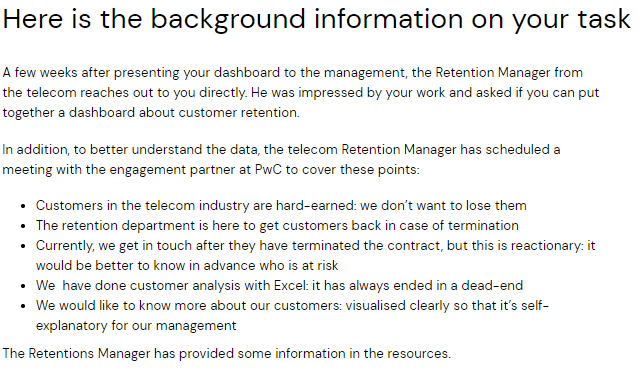 Here is the background information on your task
A few weeks after presenting your dashboard to the management, the Retention Manager from
the telecom reaches out to you directly. He was impressed by your work and asked if you can put
together a dashboard about customer retention.
In addition, to better understand the data, the telecom Retention Manager has scheduled a
meeting with the engagement partner at PwC to cover these points:
• Customers in the telecom industry are hard-earned: we don't want to lose them
• The retention department is here to get customers back in case of termination
• Currently, we get in touch after they have terminated the contract, but this is reactionary: it
would be better to know in advance who is at risk
• We have done customer analysis with Excel: it has always ended in a dead-end
• We would like to know more about our customers: visualised clearly so that it's self-
explanatory for our management
The Retentions Manager has provided some information in the resources.